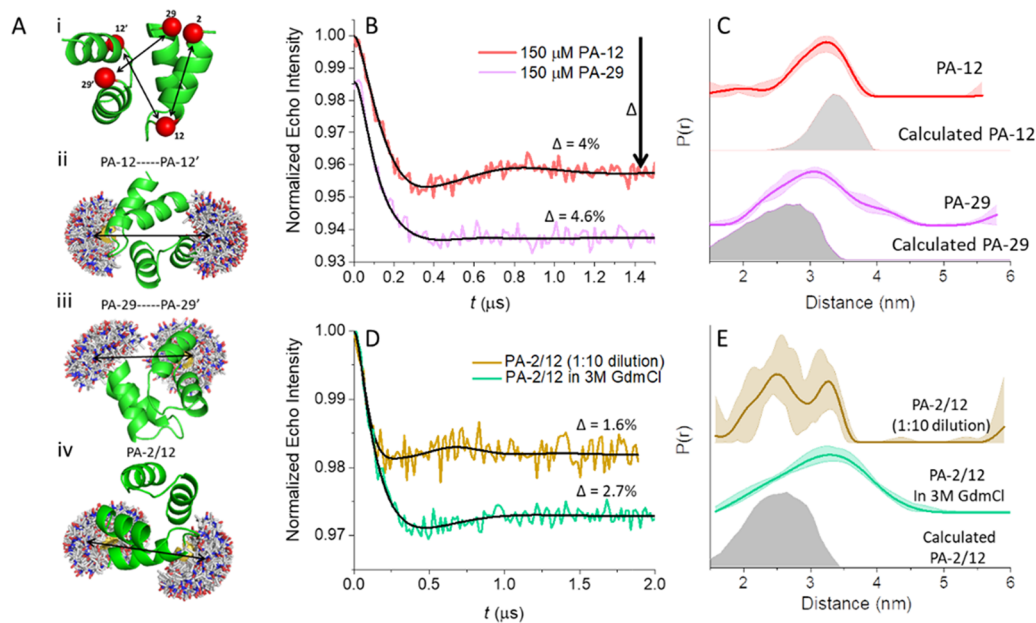 A
i
29
2
12'
29'
12
ii
PA-12-----PA-12'
iii
PA-29-----PA-29'
iv
PA-2/12
B
Normalized Echo Intensity
1.00
0.99
0.98
0.97
0.96
0.95
0.94
0.93
150 μM PA-12
150 μM PA-29
Δ
Δ = 4%
Δ = 4.6%
0.0 0.2 0.4 0.6 0.8 1.0 1.2 1.4
t (μs)
C
P(r)
PA-12
Calculated PA-12
PA-29
Calculated PA-29
2 3 4 5 6
Distance (nm)
D
Normalized Echo Intensity
1.00
0.99
0.98
0.97
PA-2/12 (1:10 dilution)
PA-2/12 in 3M GdmCl
Δ = 1.6%
Δ = 2.7%
0.0 0.5 1.0 1.5 2.0
t (μs)
E
P(r)
PA-2/12
(1:10 dilution)
PA-2/12
In 3M GdmCl
Calculated
PA-2/12
2 3 4 5 6
Distance (nm)